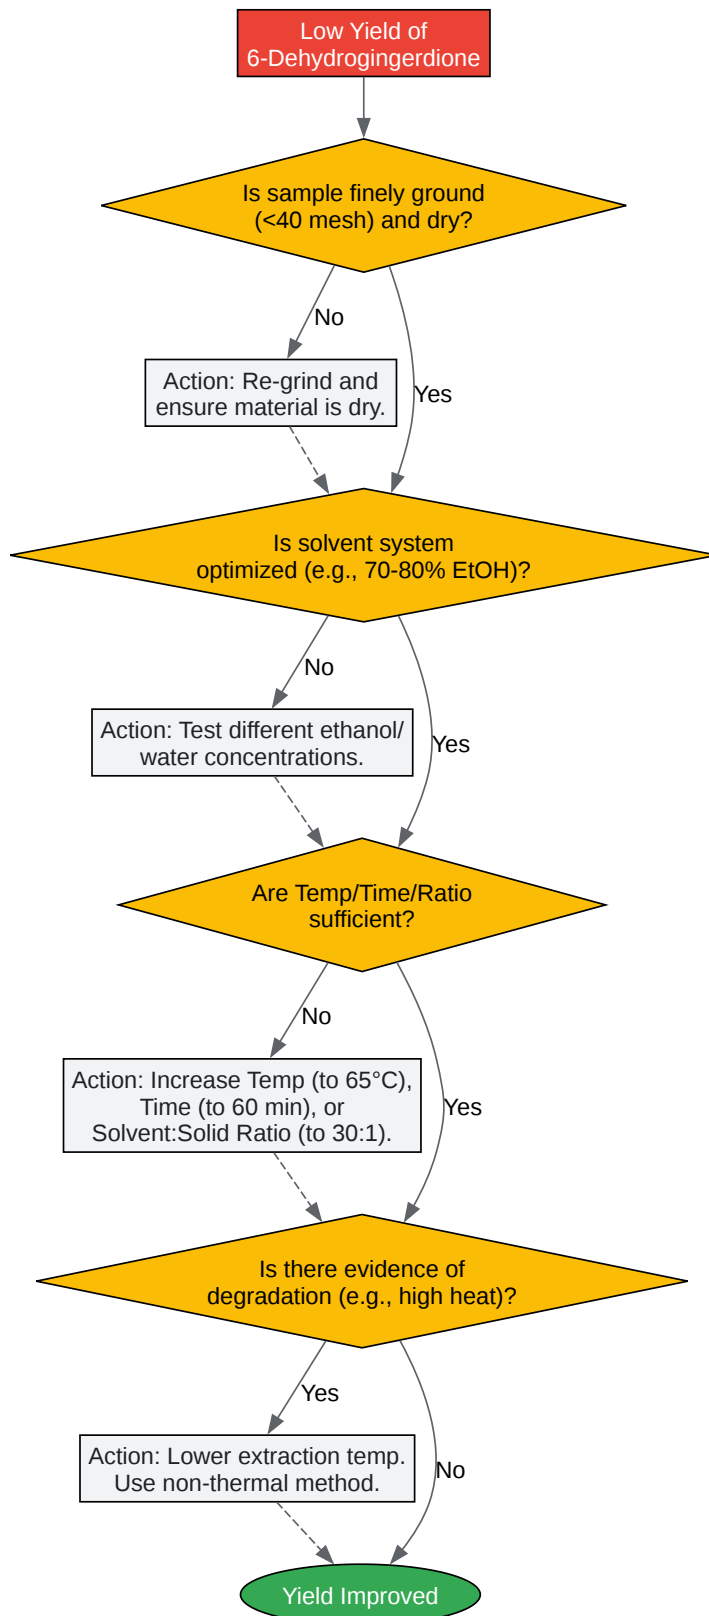 Low Yield of
6-Dehydrogingerdione
Is sample finely ground
(<40 mesh) and dry?
No
Action: Re-grind and
ensure material is dry.
Yes
Is solvent system
optimized (e.g., 70-80% EtOH)?
No
Action: Test different ethanol/
water concentrations.
Yes
Are Temp/Time/Ratio
sufficient?
No
Action: Increase Temp (to 65°C),
Time (to 60 min), or
Solvent:Solid Ratio (to 30:1).
Yes
Is there evidence of
degradation (e.g., high heat)?
Yes
Action: Lower extraction temp.
Use non-thermal method.
No
Yield Improved